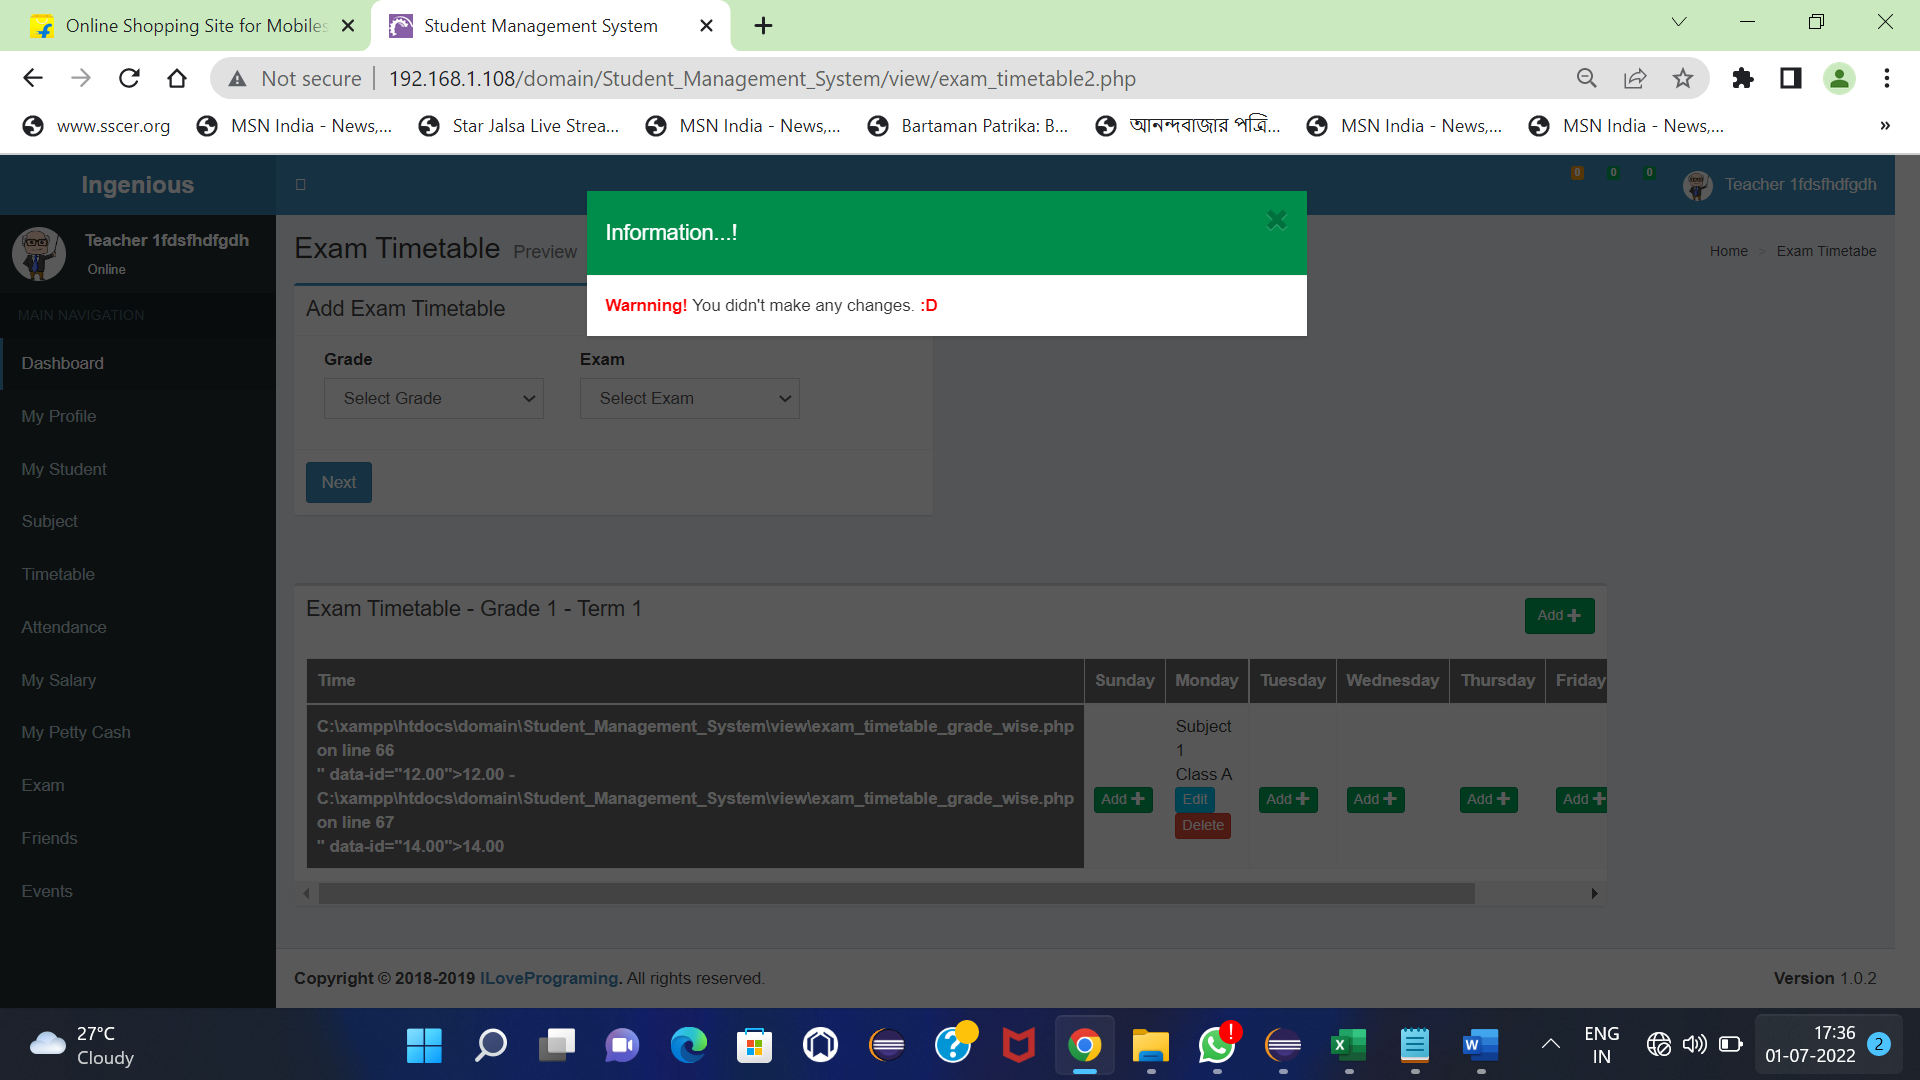 Online Shopping Site for Mobiles
Student Management System
Not secure
192.168.1.108/domain/Student_Management_System/view/exam_timetable2.php
www.sscer.org
MSN India - News,...
Star Jalsa Live Strea...
MSN India - News,...
Bartaman Patrika: B...
আনন্দবাজার পত্রি...
MSN India - News,...
MSN India - News,...
»
Ingenious
0
0
0
Teacher 1fdsfhdfgdh
Teacher 1fdsfhdfgdh
Online
MAIN NAVIGATION
Dashboard
My Profile
My Student
Subject
Timetable
Attendance
My Salary
My Petty Cash
Exam
Friends
Events
Exam Timetable Preview
Home > Exam Timetabe
Information...!
Warnning! You didn't make any changes. :D
Add Exam Timetable
Grade
Exam
Select Grade
Select Exam
Next
Exam Timetable - Grade 1 - Term 1
Add
Time
Sunday
Monday
Tuesday
Wednesday
Thursday
Friday
C:\xampp\htdocs\domain\Student_Management_System\view\exam_timetable_grade_wise.php
on line 66
" data-id="12.00">12.00 -
C:\xampp\htdocs\domain\Student_Management_System\view\exam_timetable_grade_wise.php
on line 67
" data-id="14.00">14.00
Add
Subject
1
Class A
Edit
Delete
Add
Add
Add
Add
Copyright © 2018-2019 ILovePrograming. All rights reserved.
Version 1.0.2
27°C
Cloudy
ENG
IN
17:36
01-07-2022
2